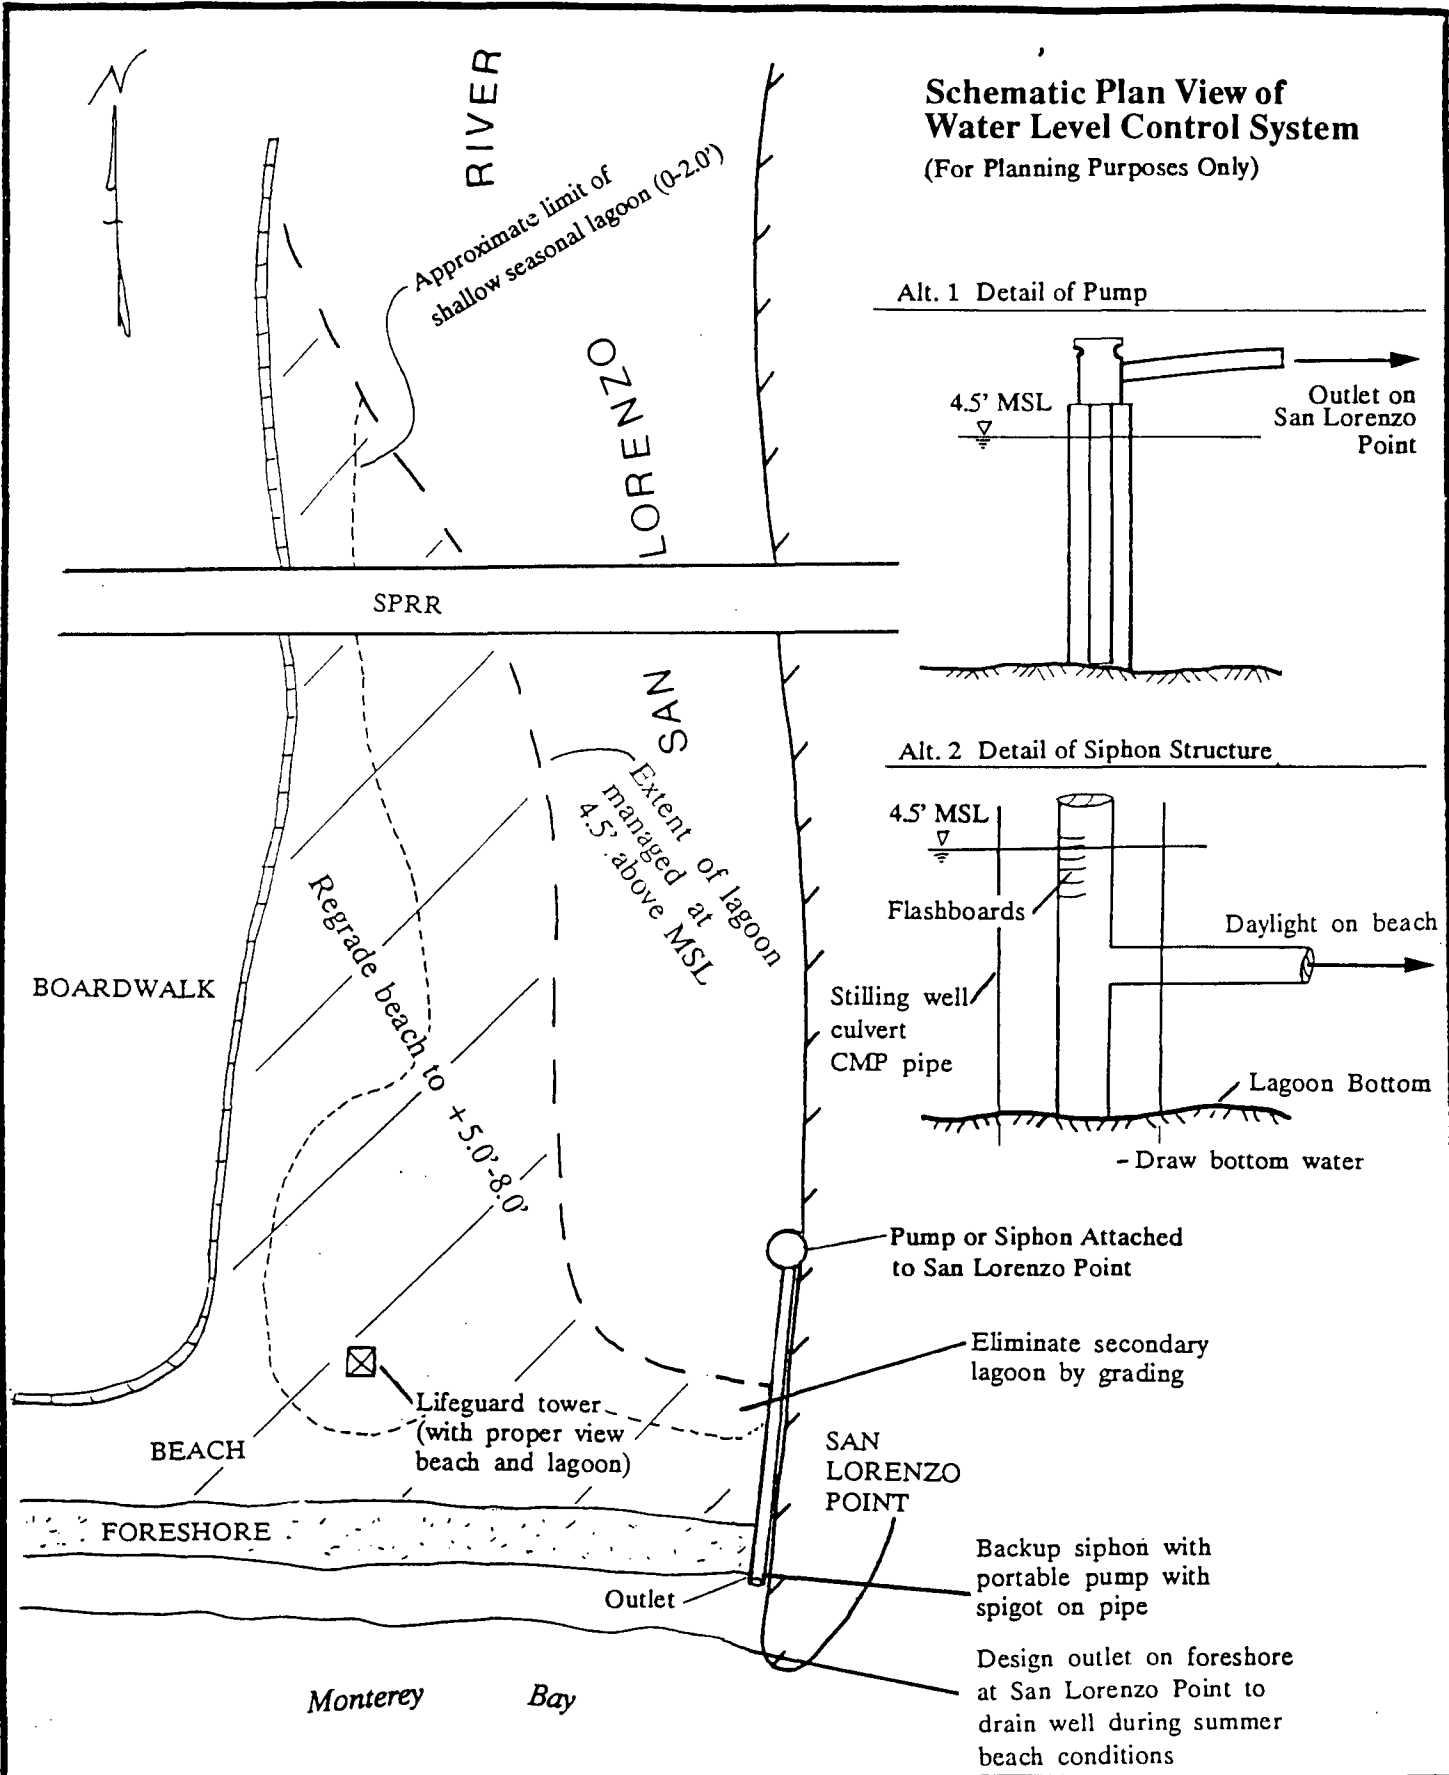 Schematic Plan View of
Water Level Control System
(For Planning Purposes Only)
N
RIVER
LORENZO
SAN
Approximate limit of
shallow seasonal lagoon (0-2.0')
SPRR
Extent of lagoon
managed at
4.5' above MSL
Regrade beach to +5.0'-8.0'
BOARDWALK
Lifeguard tower
(with proper view
beach and lagoon)
BEACH
FORESHORE
Outlet
Monterey Bay
Alt. 1 Detail of Pump
4.5' MSL
Outlet on
San Lorenzo
Point
Alt. 2 Detail of Siphon Structure
4.5' MSL
Flashboards
Daylight on beach
Stilling well
culvert
CMP pipe
Lagoon Bottom
- Draw bottom water
Pump or Siphon Attached
to San Lorenzo Point
Eliminate secondary
lagoon by grading
SAN
LORENZO
POINT
Backup siphon with
portable pump with
spigot on pipe
Design outlet on foreshore
at San Lorenzo Point to
drain well during summer
beach conditions